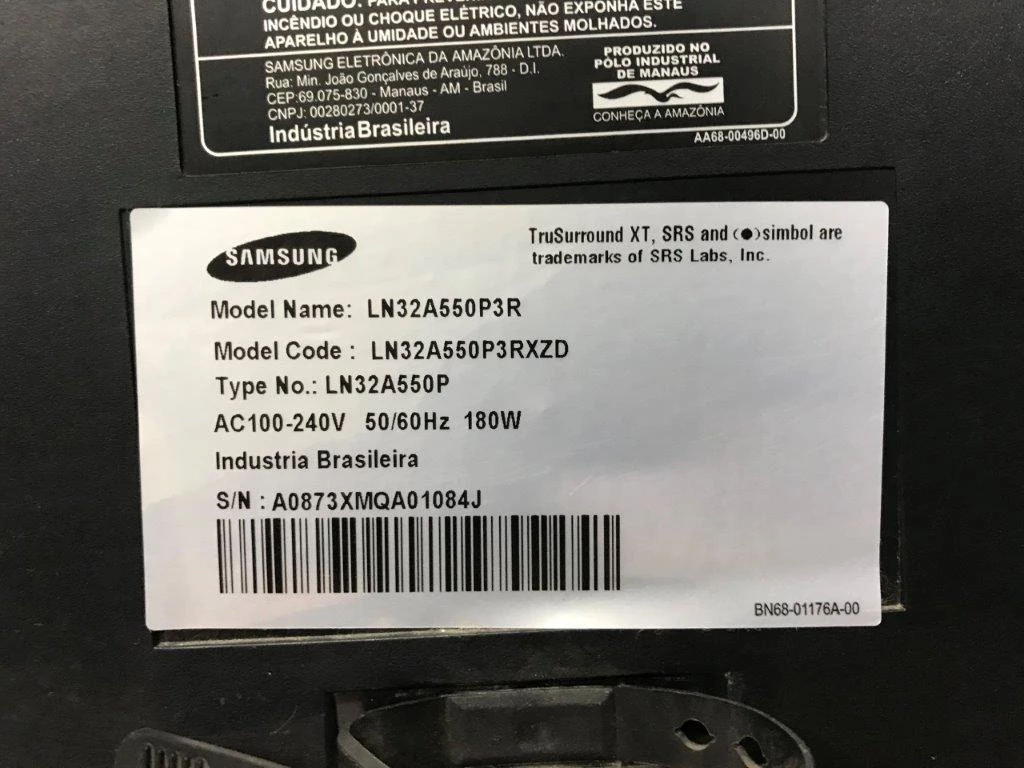 CUIDADO: PARA PREVENIR
INCÊNDIO OU CHOQUE ELÉTRICO, NÃO EXPONHA ESTE
APARELHO À UMIDADE OU AMBIENTES MOLHADOS.
SAMSUNG ELETRÔNICA DA AMAZÔNIA LTDA.
Rua: Min. João Gonçalves de Araújo, 788 - D.I.
CEP:69.075-830 - Manaus - AM - Brasil
CNPJ: 00280273/0001-37
Indústria Brasileira
PRODUZIDO NO
PÓLO INDUSTRIAL
DE MANAUS
CONHEÇA A AMAZÔNIA
AA68-00496D-00
SAMSUNG
TruSurround XT, SRS and (●) simbol are
trademarks of SRS Labs, Inc.
Model Name: LN32A550P3R
Model Code : LN32A550P3RXZD
Type No.: LN32A550P
AC100-240V 50/60Hz 180W
Industria Brasileira
S/N : A0873XMQA01084J
BN68-01176A-00